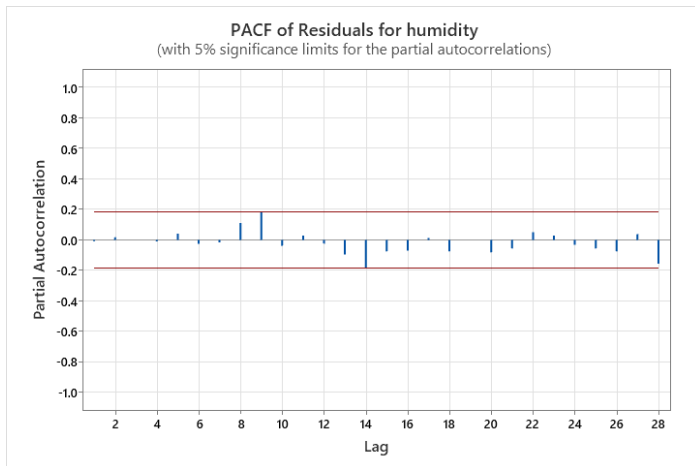 PACF of Residuals for humidity
(with 5% significance limits for the partial autocorrelations)
1.0
0.8
0.6
0.4
0.2
0.0
-0.2
-0.4
-0.6
-0.8
-1.0
Partial Autocorrelation
2 4 6 8 10 12 14 16 18 20 22 24 26 28
Lag